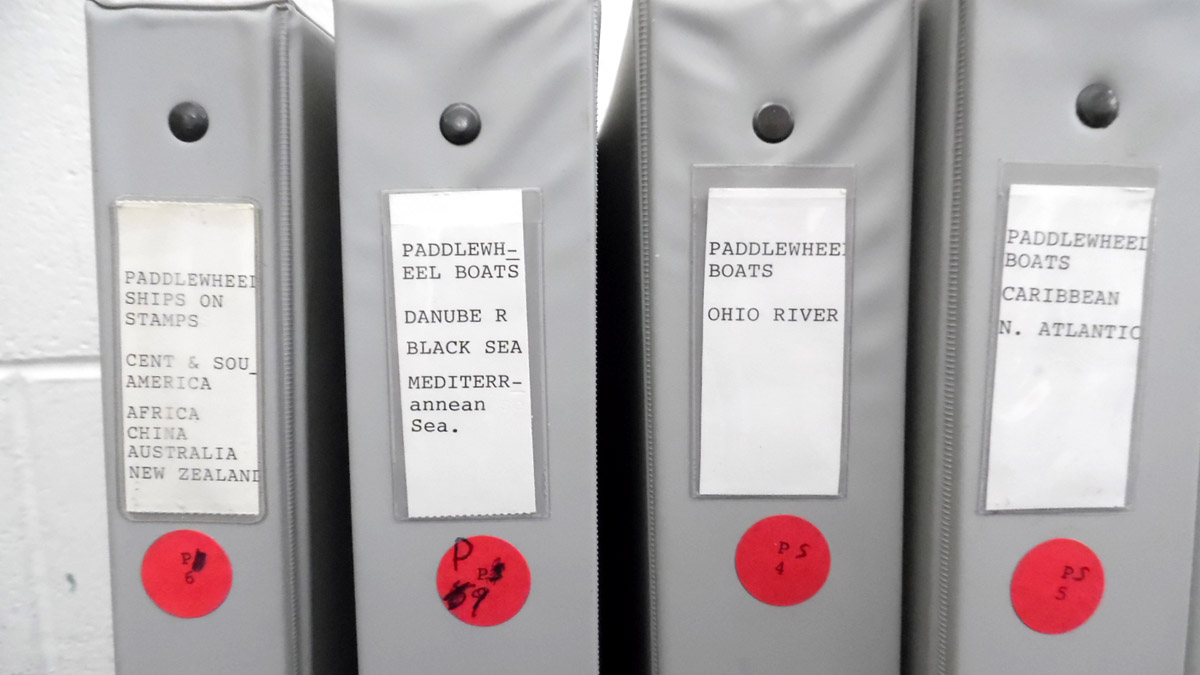 PADDLEWHEEL
SHIPS ON
STAMPS
CENT & SOU_
AMERICA
AFRICA
CHINA
AUSTRALIA
NEW ZEALAND
P
6
PADDLEWH-
EEL BOATS
DANUBE R
BLACK SEA
MEDITERR-
annean
Sea.
P
P
9
PADDLEWHEEL
BOATS
OHIO RIVER
PS
4
PADDLEWHEEL
BOATS
CARIBBEAN
N. ATLANTIC
PS
5